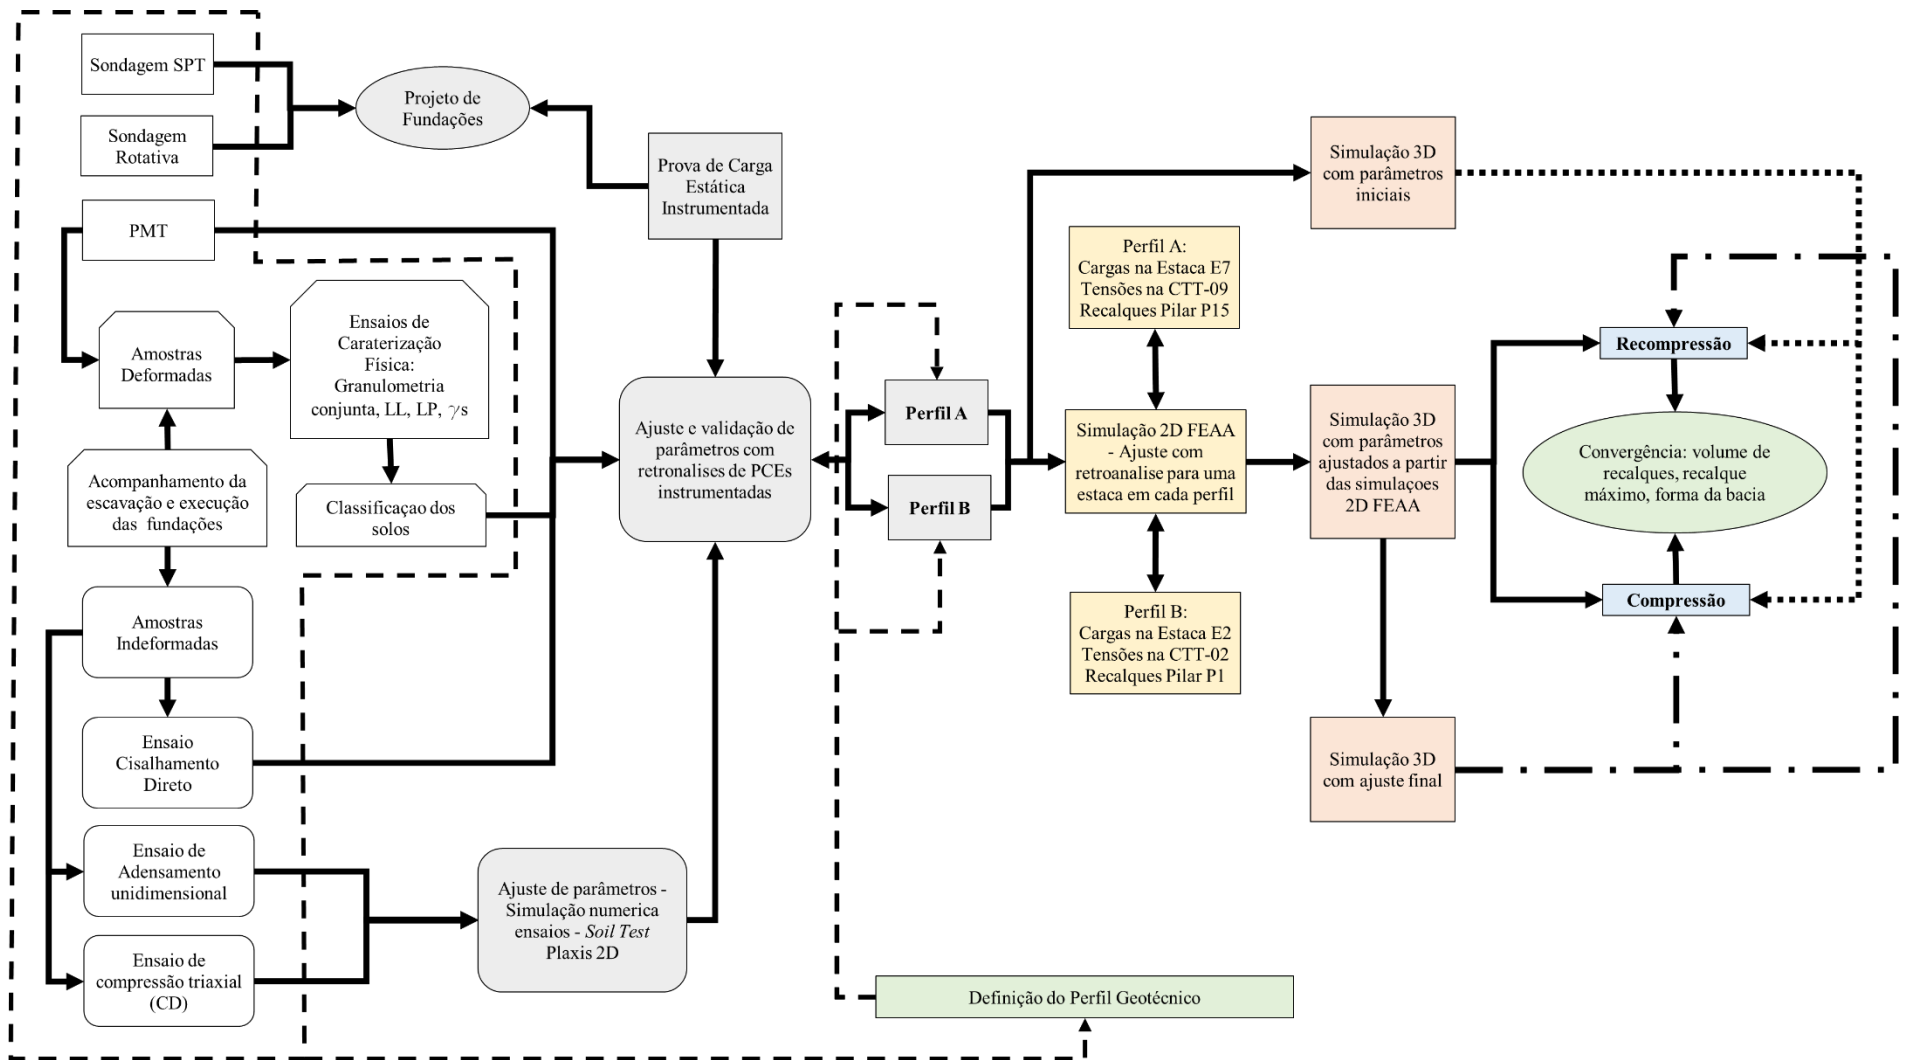 Sondagem SPT
Sondagem
Rotativa
PMT
Projeto de
Fundações
Prova de Carga
Estática
Instrumentada
Amostras
Deformadas
Ensaios de
Caraterização
Física:
Granulometria
conjunta, LL, LP, γs
Acompanhamento da
escavação e execução
das fundações
Classificaçao dos
solos
Amostras
Indeformadas
Ensaio
Cisalhamento
Direto
Ensaio de
Adensamento
unidimensional
Ensaio de
compressão triaxial
(CD)
Ajuste de parâmetros -
Simulação numerica
ensaios - Soil Test
Plaxis 2D
Ajuste e validação de
parâmetros com
retronalises de PCEs
instrumentadas
Perfil A
Perfil B
Definição do Perfil Geotécnico
Perfil A:
Cargas na Estaca E7
Tensões na CTT-09
Recalques Pilar P15
Simulação 2D FEAA
- Ajuste com
retroanalise para uma
estaca em cada perfil
Perfil B:
Cargas na Estaca E2
Tensões na CTT-02
Recalques Pilar P1
Simulação 3D
com parâmetros
iniciais
Simulação 3D
com parâmetros
ajustados a partir
das simulaçoes
2D FEAA
Simulação 3D
com ajuste final
Recompressão
Convergência: volume de
recalques, recalque
máximo, forma da bacia
Compressão